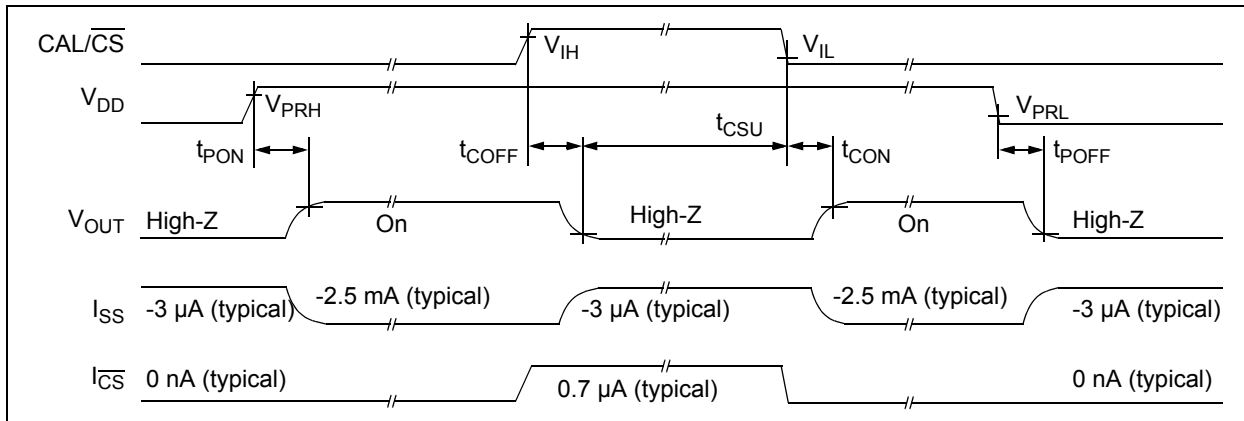 CAL/CS
V_IH
V_IL
V_DD
V_PRH
V_PRL
t_PON
t_COFF
t_CSU
t_CON
t_POFF
V_OUT
High-Z
On
High-Z
On
High-Z
I_SS
-3 µA (typical)
-2.5 mA (typical)
-3 µA (typical)
-2.5 mA (typical)
-3 µA (typical)
I_CS
0 nA (typical)
0.7 µA (typical)
0 nA (typical)